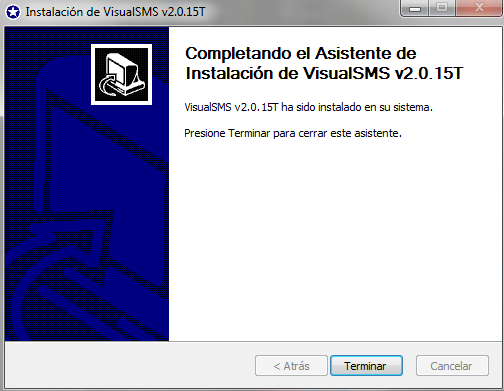 Instalación de VisualSMS v2.0.15T
Completando el Asistente de
Instalación de VisualSMS v2.0.15T
VisualSMS v2.0.15T ha sido instalado en su sistema.
Presione Terminar para cerrar este asistente.
< Atrás
Terminar
Cancelar